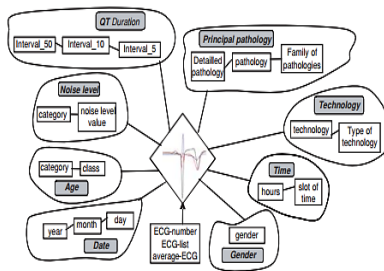 QT Duration
Interval_50
Interval_10
Interval_5
Principal pathology
Detailled pathology
pathology
Family of pathologies
Noise level
category
noise level value
Technology
technology
Type of technology
category
class
Age
Time
hours
slot of time
year
month
day
Date
ECG-number
ECG-list
average-ECG
gender
Gender